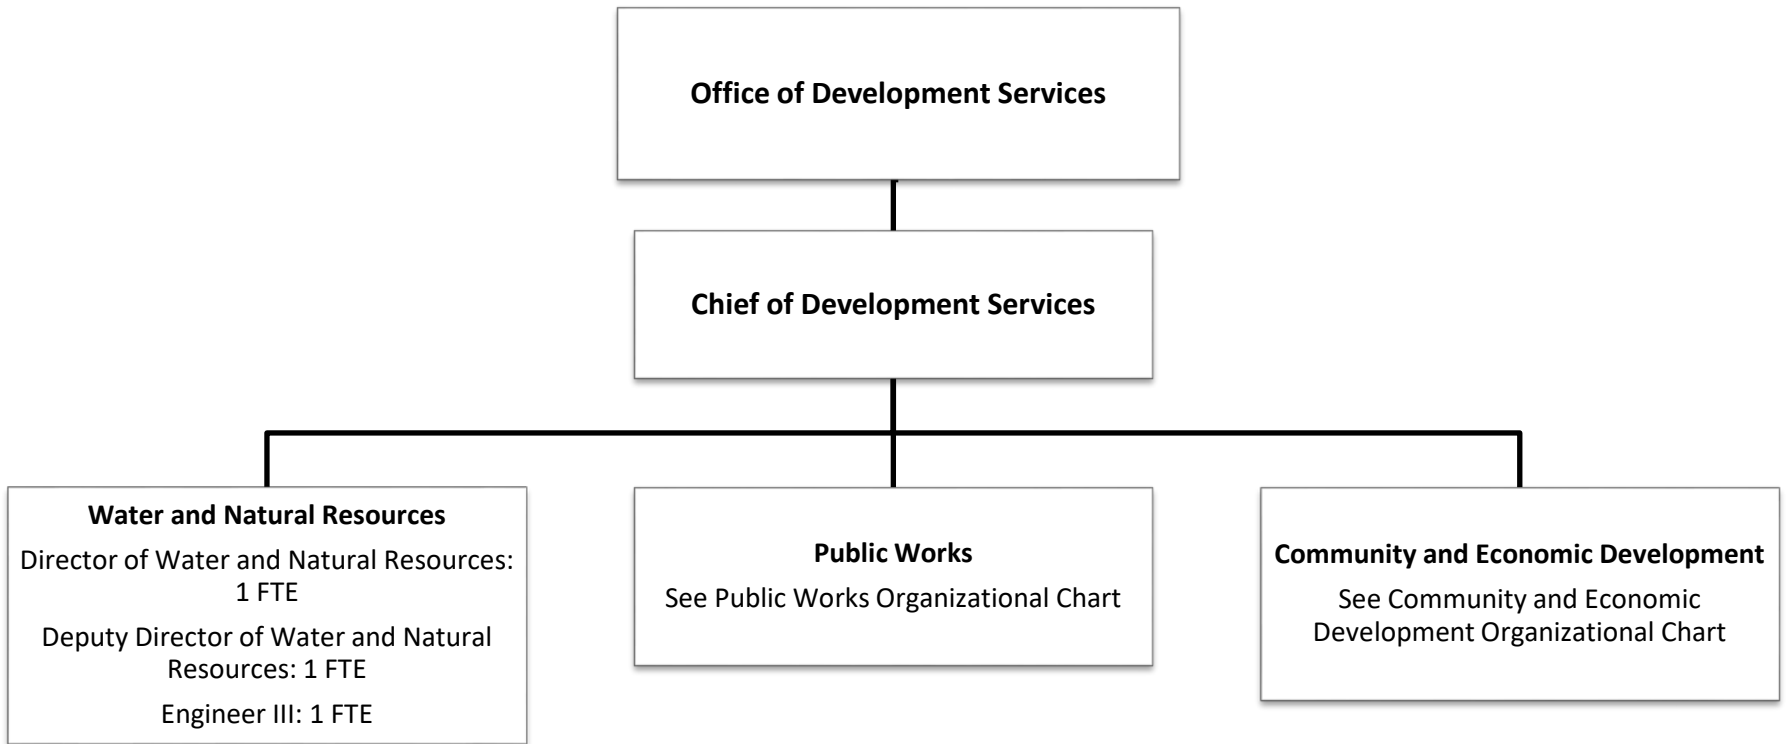 Office of Development Services
Chief of Development Services
Water and Natural Resources
Director of Water and Natural Resources:
1 FTE
Deputy Director of Water and Natural
Resources: 1 FTE
Engineer III: 1 FTE
Public Works
See Public Works Organizational Chart
Community and Economic Development
See Community and Economic
Development Organizational Chart